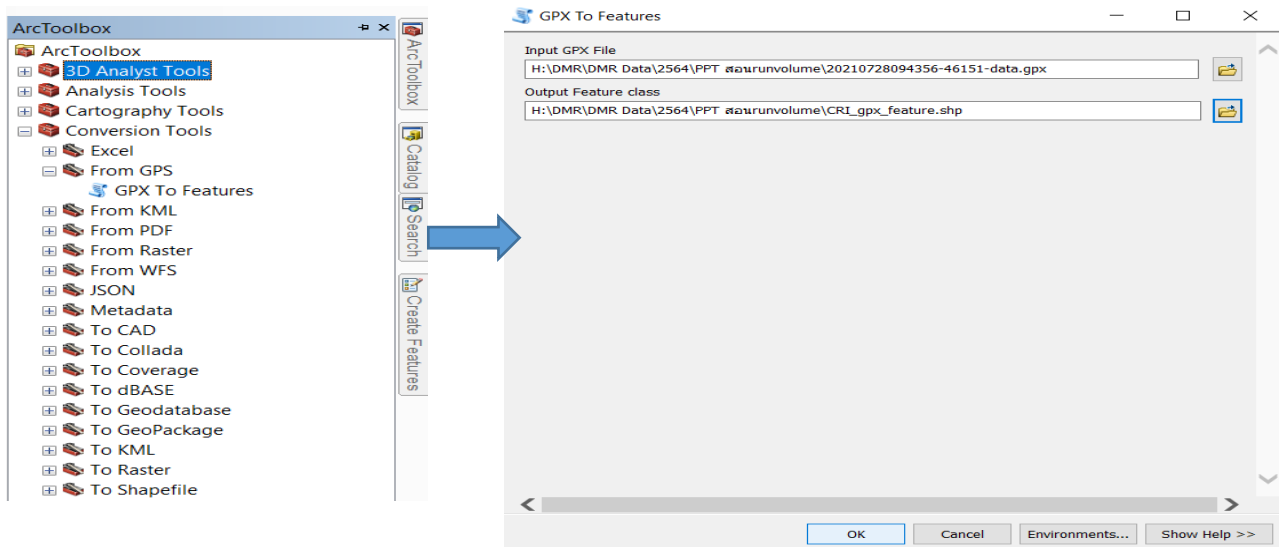 ArcToolbox
ArcToolbox
3D Analyst Tools
Analysis Tools
Cartography Tools
Conversion Tools
Excel
From GPS
GPX To Features
From KML
From PDF
From Raster
From WFS
JSON
Metadata
To CAD
To Collada
To Coverage
To dBASE
To Geodatabase
To GeoPackage
To KML
To Raster
To Shapefile
ArcToolbox
Catalog
Search
Create Features
GPX To Features
Input GPX File
H:\DMR\DMR Data\2564\PPT สอนrunvolume\20210728094356-46151-data.gpx
Output Feature class
H:\DMR\DMR Data\2564\PPT สอนrunvolume\CRI_gpx_feature.shp
OK
Cancel
Environments...
Show Help >>